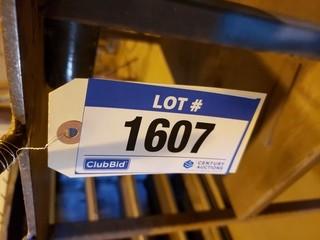 LOT #
1607
ClubBid
CENTURY
AUCTIONS